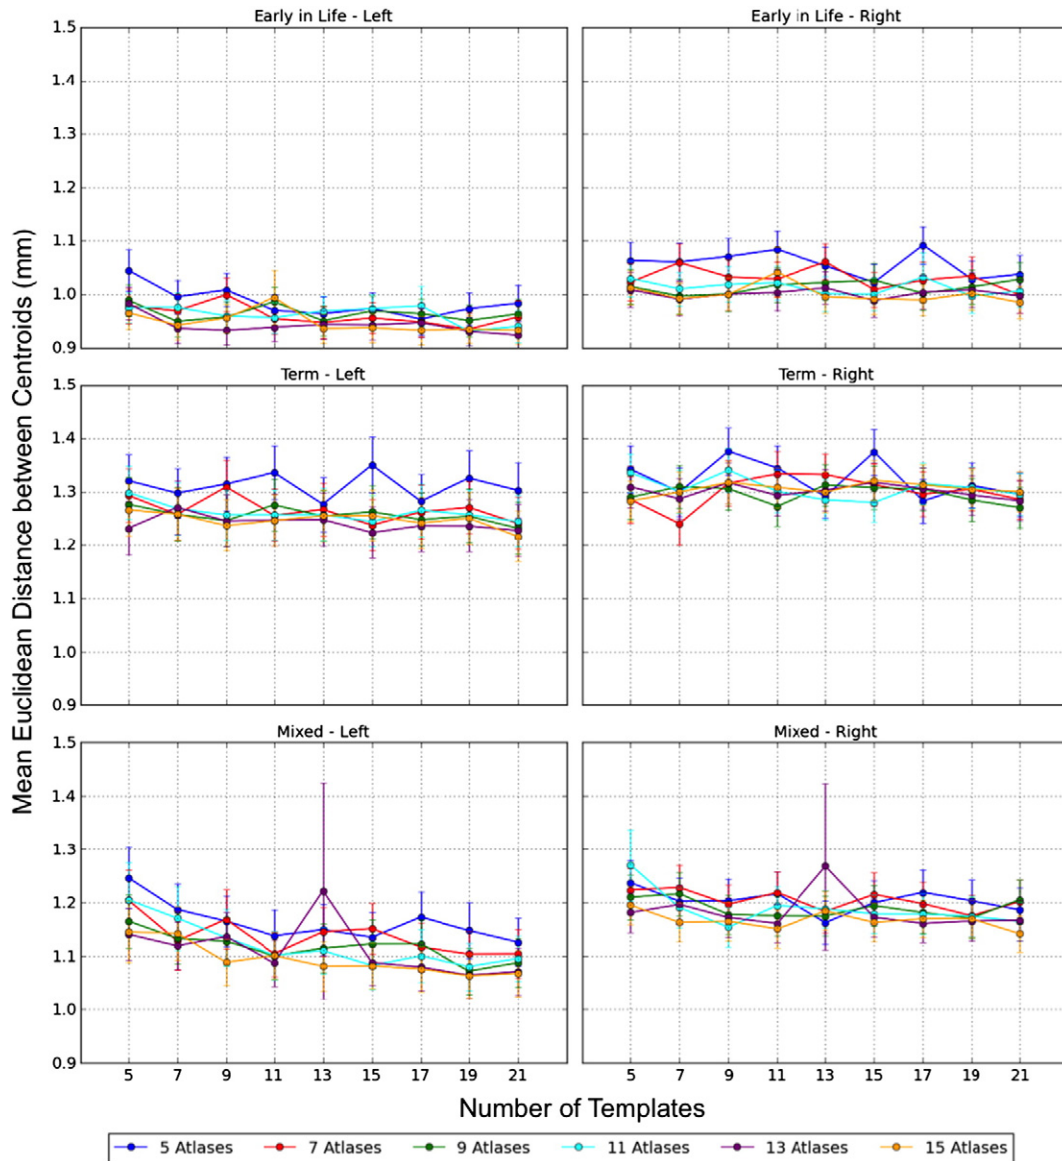 Early in Life - Left
Early in Life - Right
1.5
1.4
1.3
1.2
1.1
1.0
0.9
Term - Left
Term - Right
1.5
1.4
1.3
1.2
1.1
1.0
0.9
Mixed - Left
Mixed - Right
1.5
1.4
1.3
1.2
1.1
1.0
0.9
Mean Euclidean Distance between Centroids (mm)
5 7 9 11 13 15 17 19 21
5 7 9 11 13 15 17 19 21
Number of Templates
5 Atlases 7 Atlases 9 Atlases 11 Atlases 13 Atlases 15 Atlases